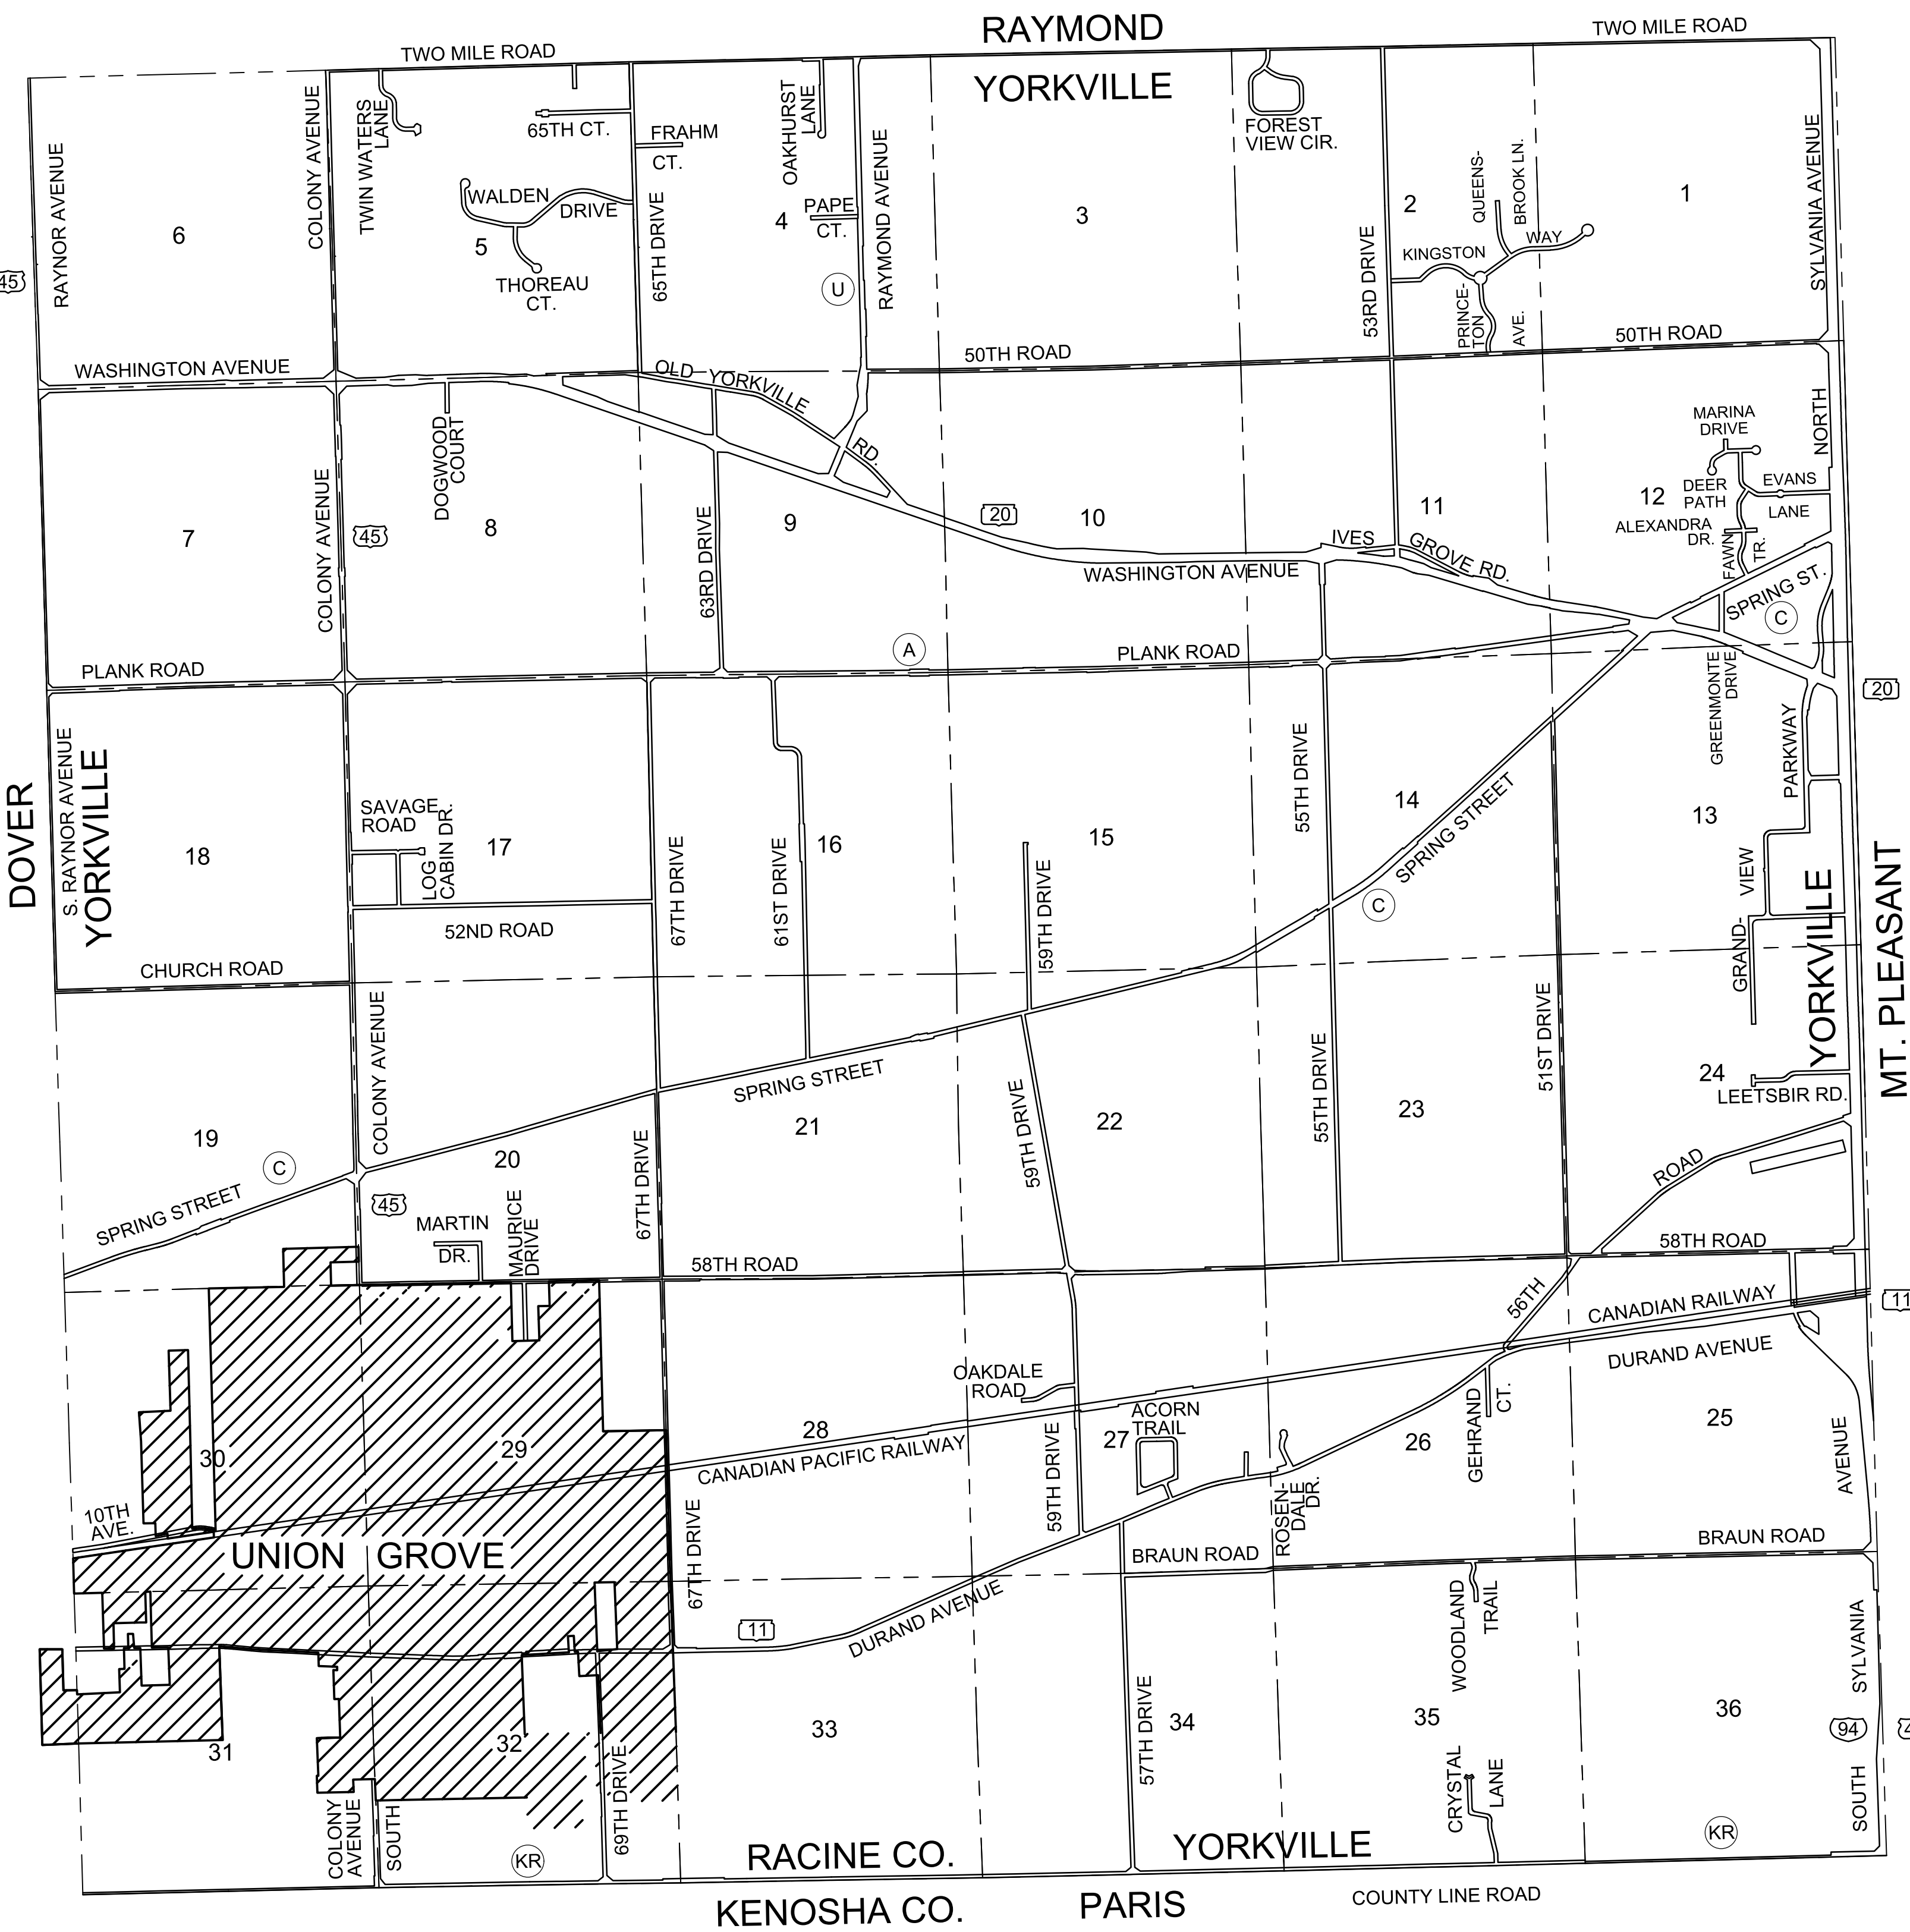 RAYMOND
TWO MILE ROAD
TWO MILE ROAD
YORKVILLE
RAYNOR AVENUE
COLONY AVENUE
TWIN WATERS
LANE
65TH CT.
FRAHM
CT.
OAKHURST
LANE
RAYMOND AVENUE
FOREST
VIEW CIR.
QUEENS-
BROOK LN.
SYLVANIA AVENUE
WALDEN
DRIVE
65TH DRIVE
PAPE
CT.
6
5
4
3
2
1
THOREAU
CT.
U
45
53RD DRIVE
KINGSTON
WAY
PRINCE-
TON
AVE.
WASHINGTON AVENUE
OLD YORKVILLE
RD.
50TH ROAD
50TH ROAD
DOGWOOD
COURT
MARINA
DRIVE
NORTH
DEER
PATH
EVANS
LANE
ALEXANDRA
DR.
FAWN
TR.
COLONY AVENUE
45
63RD DRIVE
20
7
8
9
10
11
12
IVES
GROVE RD.
WASHINGTON AVENUE
SPRING ST.
C
PLANK ROAD
A
PLANK ROAD
GREENMONTE
DRIVE
20
DOVER
S. RAYNOR AVENUE
YORKVILLE
SAVAGE
ROAD
LOG
CABIN DR.
67TH DRIVE
61ST DRIVE
59TH DRIVE
55TH DRIVE
SPRING STREET
C
PARKWAY
VIEW
GRAND-
18
17
16
15
14
13
52ND ROAD
CHURCH ROAD
YORKVILLE
MT. PLEASANT
COLONY AVENUE
SPRING STREET
59TH DRIVE
55TH DRIVE
51ST DRIVE
24
LEETSBIR RD.
19
20
21
22
23
C
SPRING STREET
45
MARTIN
DR.
MAURICE
DRIVE
67TH DRIVE
ROAD
58TH ROAD
58TH ROAD
56TH
CANADIAN RAILWAY
11
DURAND AVENUE
OAKDALE
ROAD
ACORN
TRAIL
GEHRAND
CT.
30
29
28
27
26
25
CANADIAN PACIFIC RAILWAY
59TH DRIVE
ROSEN-
DALE
DR.
AVENUE
10TH
AVE.
UNION GROVE
67TH DRIVE
BRAUN ROAD
BRAUN ROAD
11
DURAND AVENUE
WOODLAND
TRAIL
SYLVANIA
31
32
33
34
35
36
57TH DRIVE
94
69TH DRIVE
CRYSTAL
LANE
SOUTH
COLONY
AVENUE
SOUTH
KR
KR
RACINE CO.
YORKVILLE
KENOSHA CO.
PARIS
COUNTY LINE ROAD